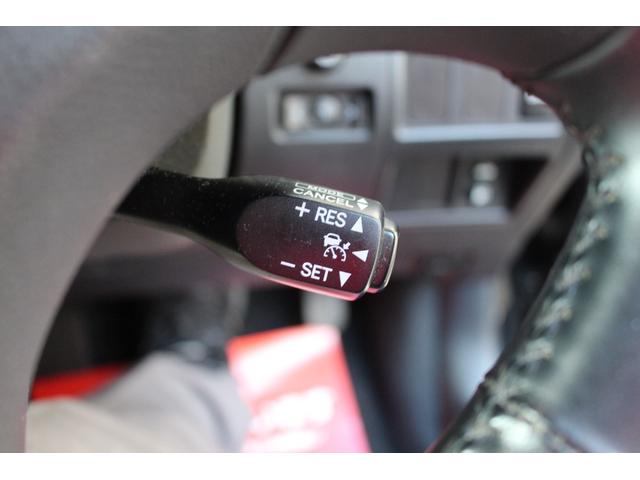 MODE
CANCEL
+ RES ▲
◀
− SET ▼